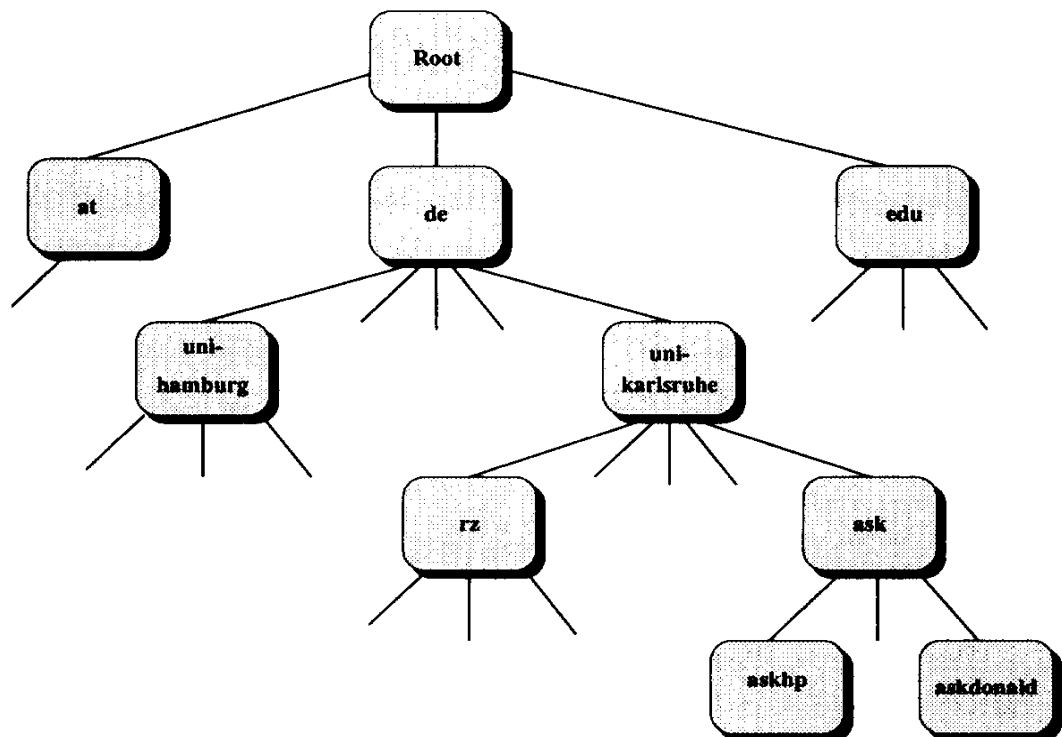 Root
at
de
edu
uni-
hamburg
uni-
karlsruhe
rz
ask
askhp
askdonald